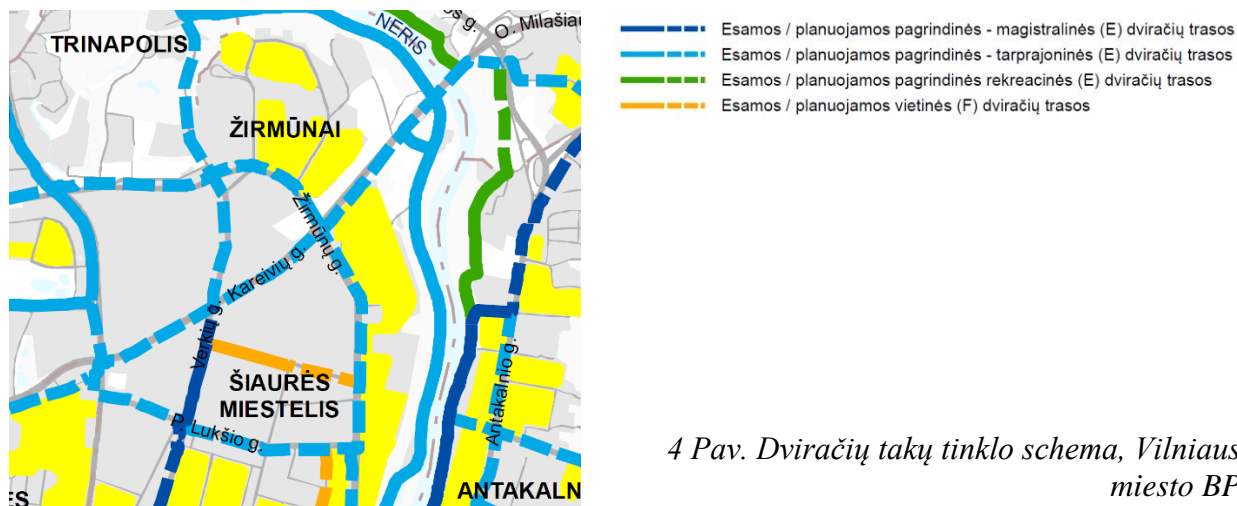 TRINAPOLIS
NERIS
os g.
O. Milašiau
ŽIRMŪNAI
Žirmūnų g.
Kareivių g.
Verkių g.
ŠIAURĖS
MIESTELIS
P. Lukšio g.
Antakalnio g.
ANTAKALN
ES
Esamos / planuojamos pagrindinės - magistralinės (E) dviračių trasos
Esamos / planuojamos pagrindinės - tarprajoninės (E) dviračių trasos
Esamos / planuojamos pagrindinės rekreacinės (E) dviračių trasos
Esamos / planuojamos vietinės (F) dviračių trasos
4 Pav. Dviračių takų tinklo schema, Vilniaus
miesto BP